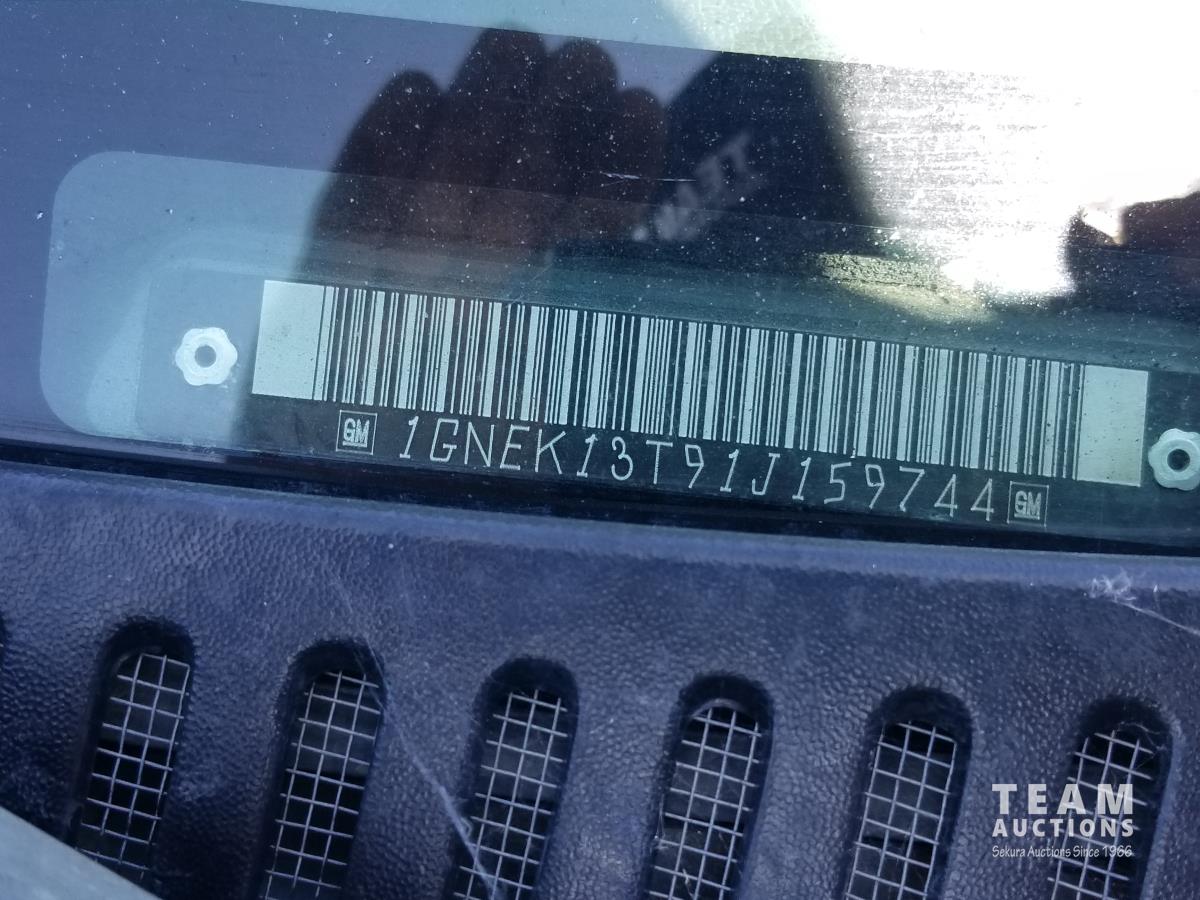 GM 1GNEK13T91J159744 GM
TEAM
AUCTIONS
Sekura Auctions Since 1966